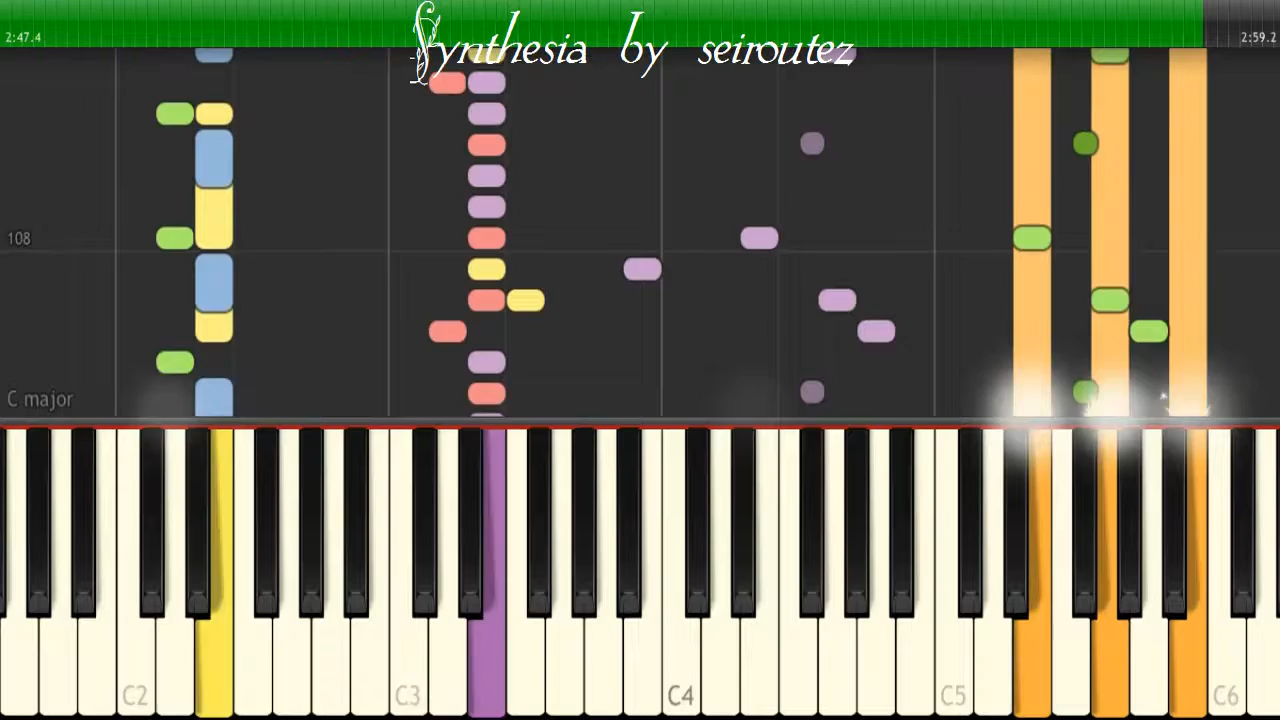 Synthesia by seiroutez
2:47.4
2:59.2
108
C major
C2
C3
C4
C5
C6